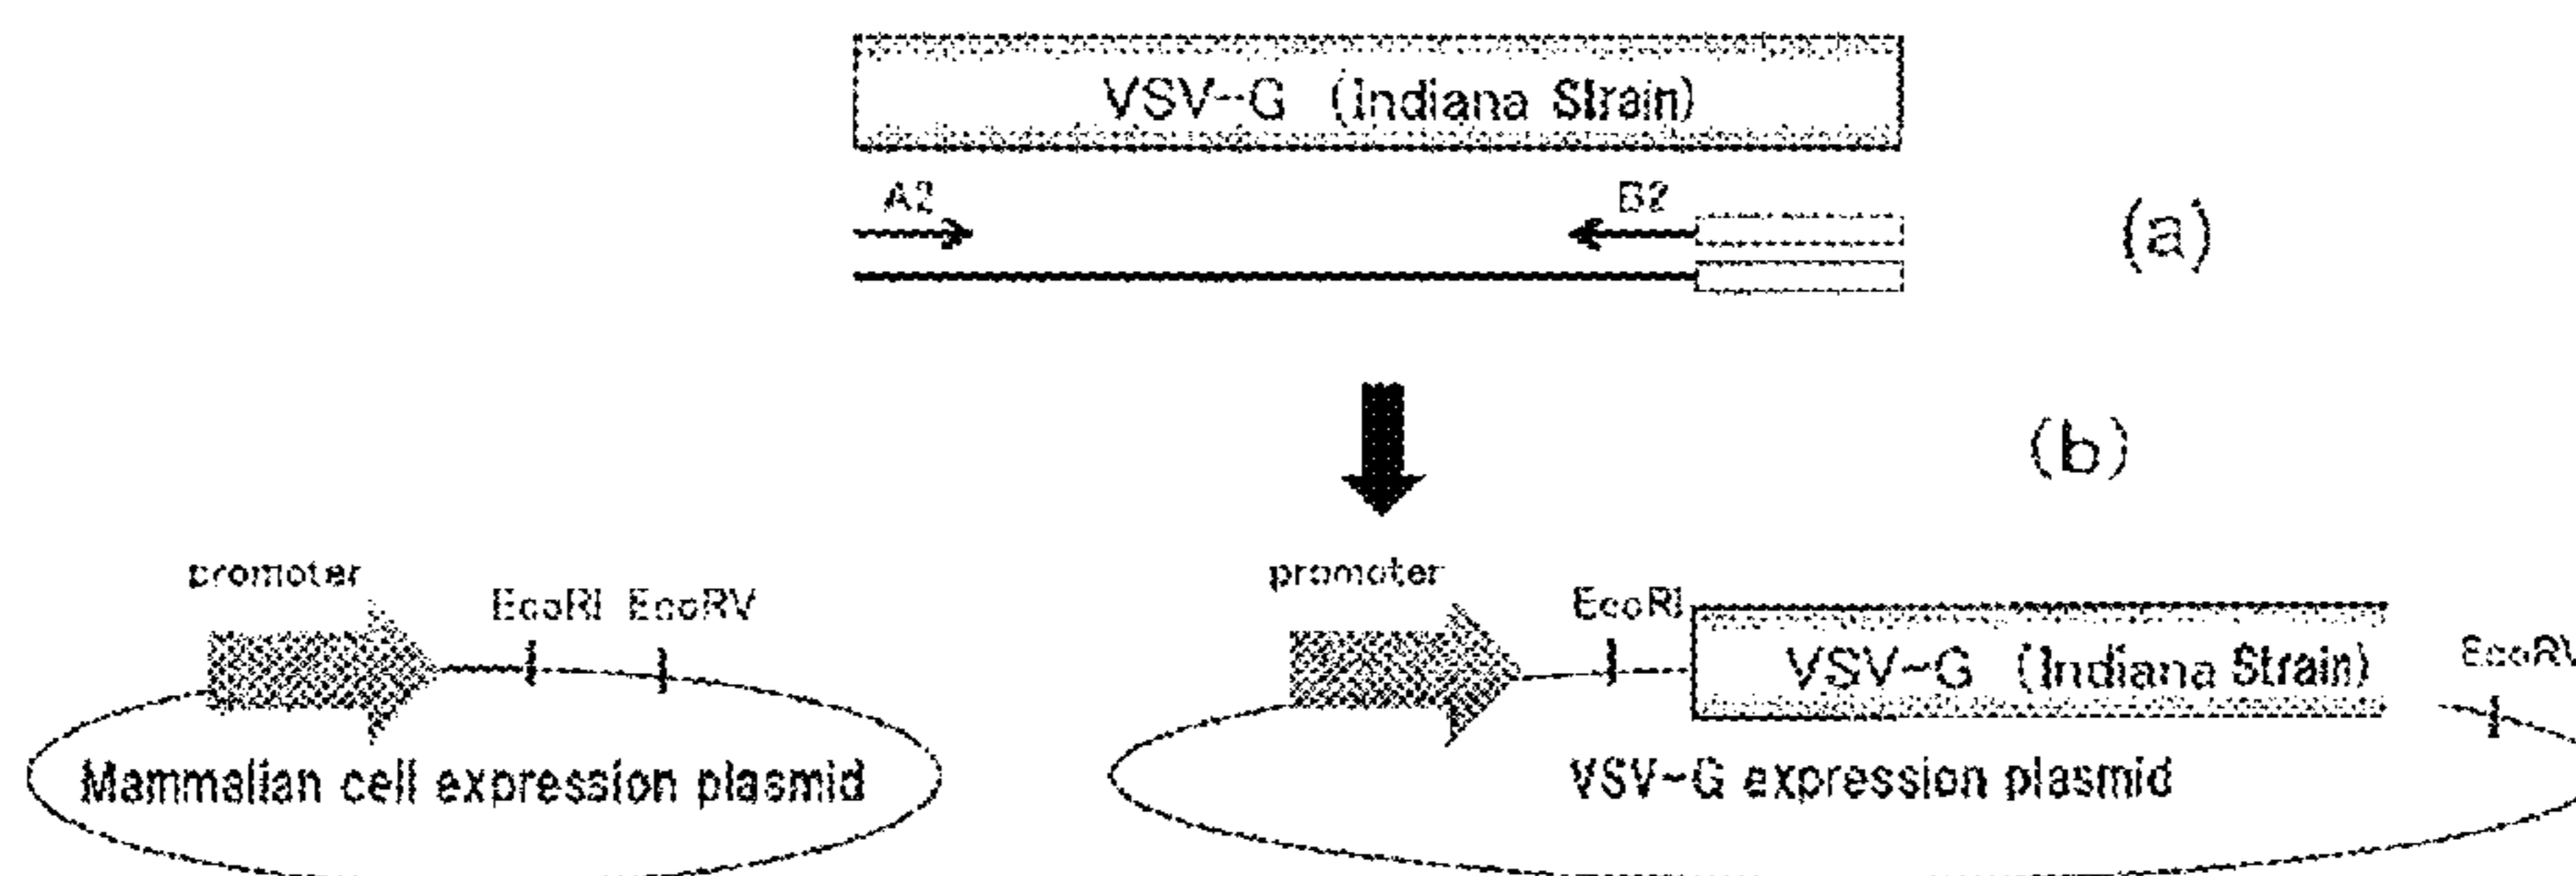 VSV-G (Indiana Strain)
A2
B2
(a)
(b)
promoter
EcoRI EcoRV
Mammalian cell expression plasmid
promoter
EcoRI
VSV-G (Indiana Strain)
EcoRV
VSV-G expression plasmid